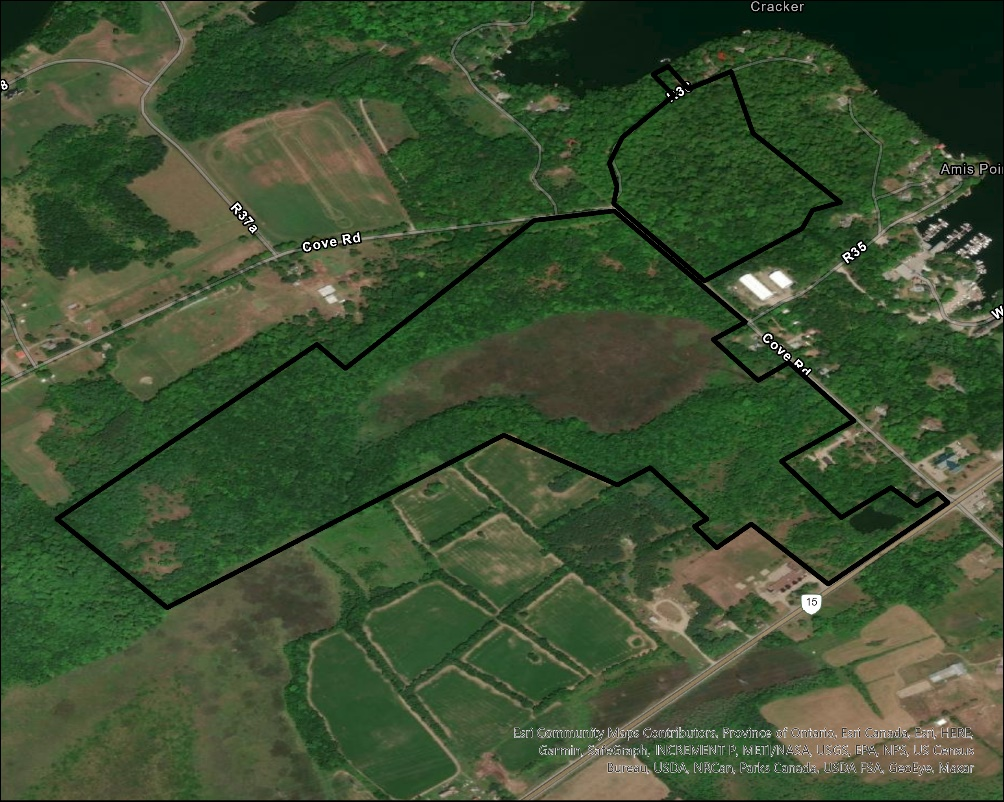 Cracker
8
R3
Amis Poi
R37a
Cove Rd
R35
W
Cove Rd
15
Esri Community Maps Contributors, Province of Ontario, Esri Canada, Esri, HERE,
Garmin, SafeGraph, INCREMENT P, METI/NASA, USGS, EPA, NPS, US Census
Bureau, USDA, NRCan, Parks Canada, USDA FSA, GeoEye, Maxar